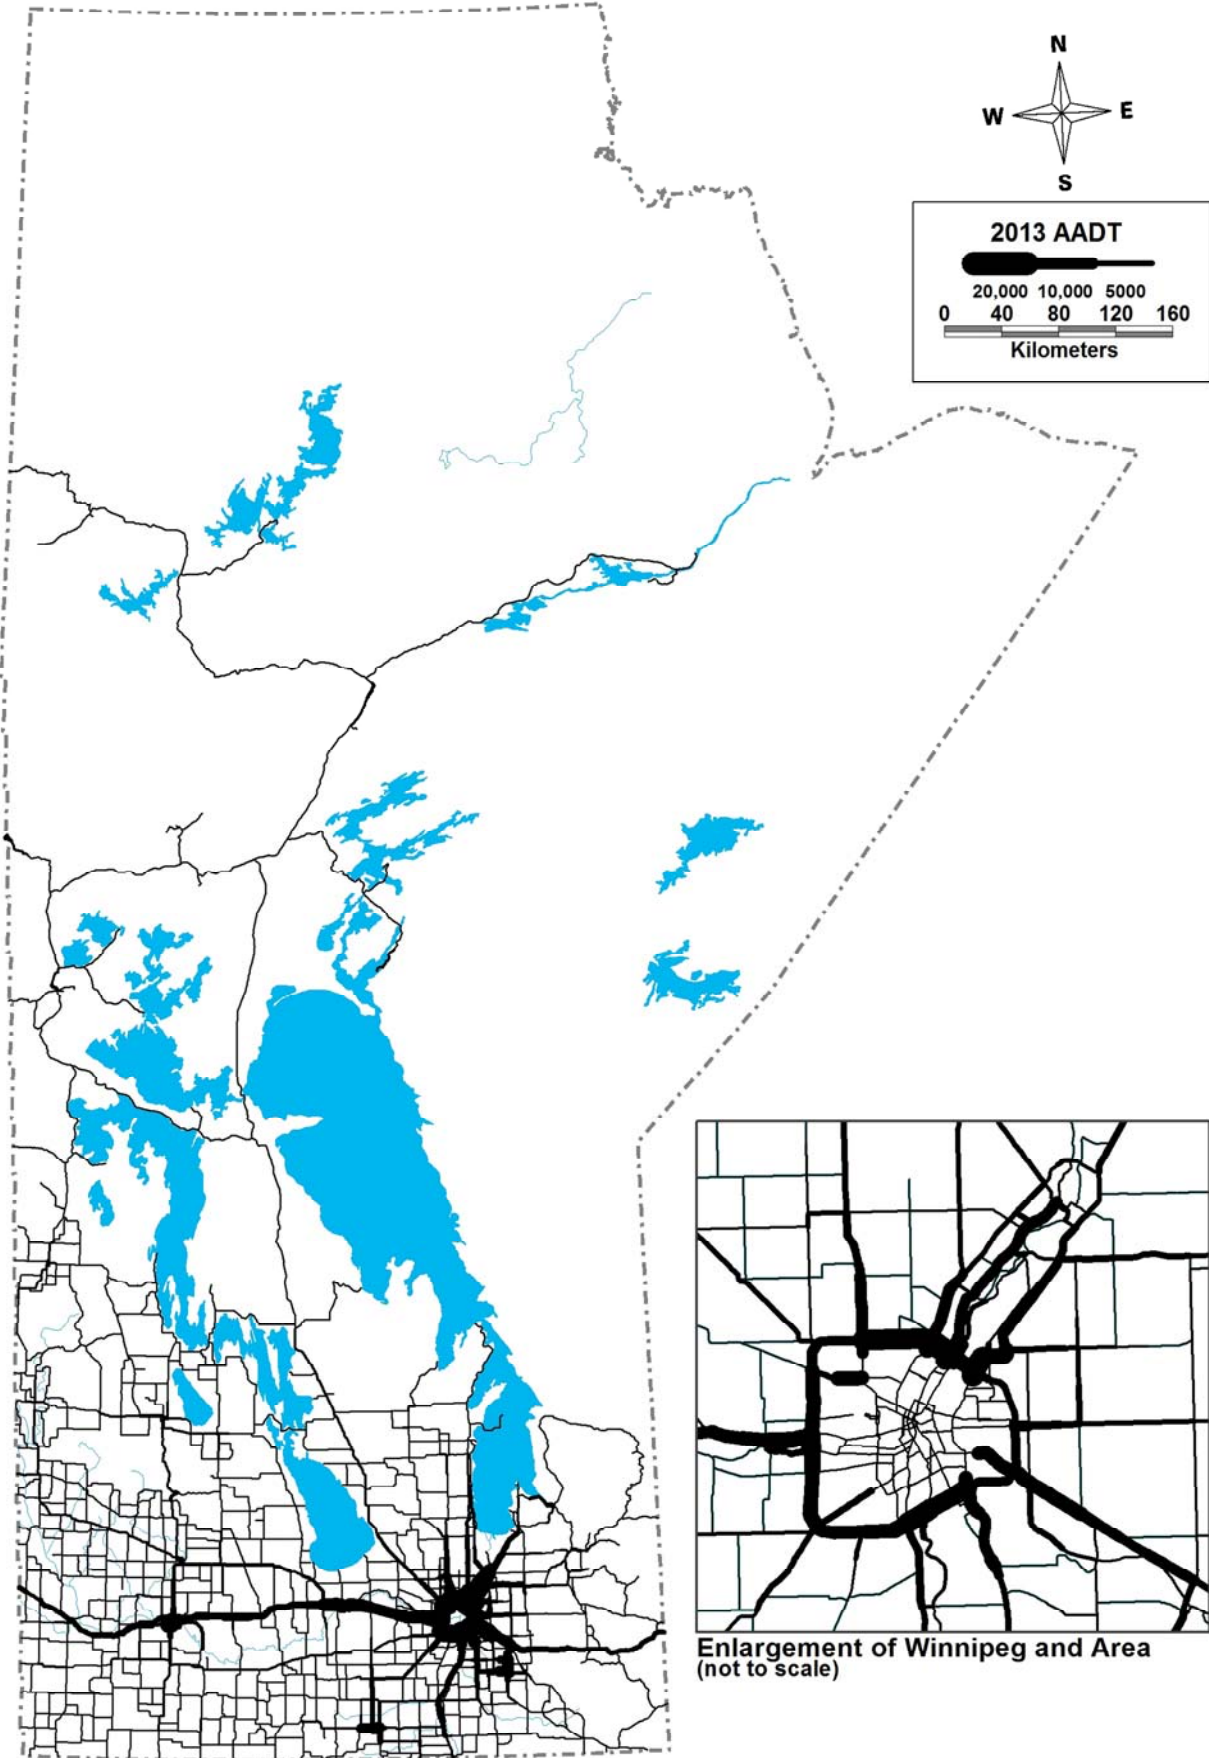 N
W E
S
2013 AADT
20,000 10,000 5000
0 40 80 120 160
Kilometers
Enlargement of Winnipeg and Area
(not to scale)